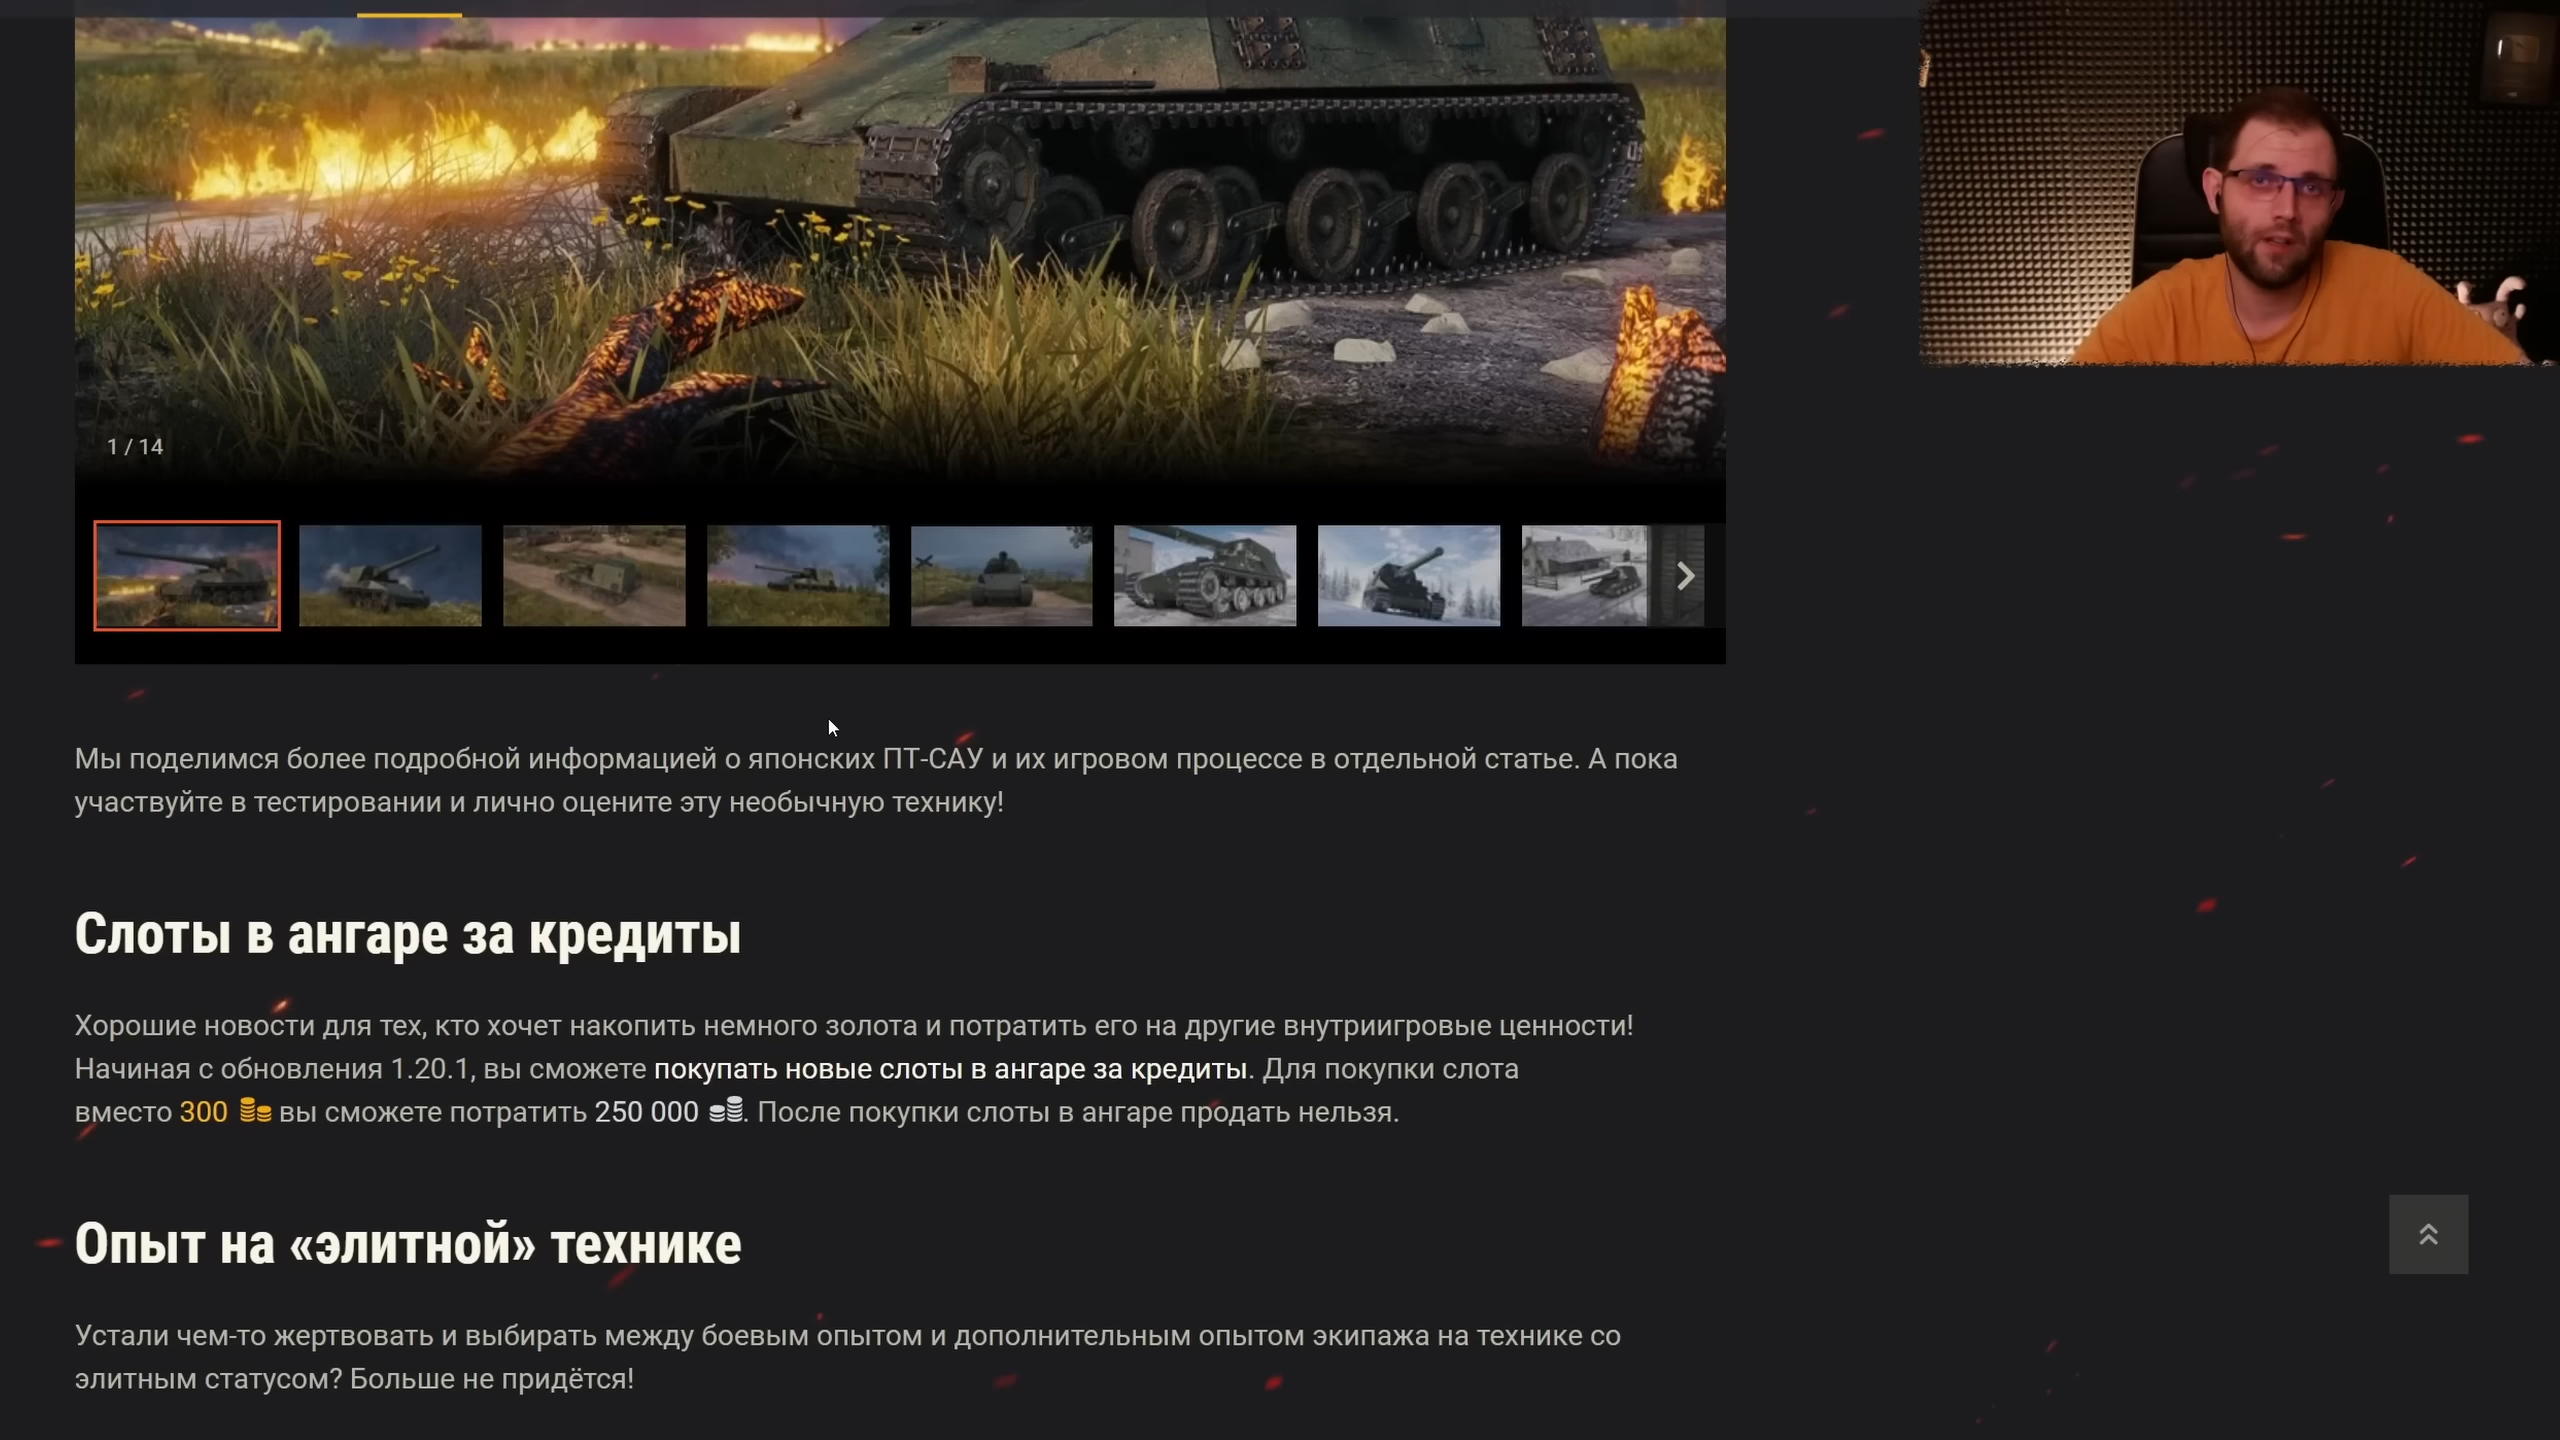 1 / 14
Мы поделимся более подробной информацией о японских ПТ-САУ и их игровом процессе в отдельной статье. А пока
участвуйте в тестировании и лично оцените эту необычную технику!
Слоты в ангаре за кредиты
Хорошие новости для тех, кто хочет накопить немного золота и потратить его на другие внутриигровые ценности!
Начиная с обновления 1.20.1, вы сможете покупать новые слоты в ангаре за кредиты. Для покупки слота
вместо 300 вы сможете потратить 250 000 . После покупки слоты в ангаре продать нельзя.
Опыт на «элитной» технике
Устали чем-то жертвовать и выбирать между боевым опытом и дополнительным опытом экипажа на технике со
элитным статусом? Больше не придётся!